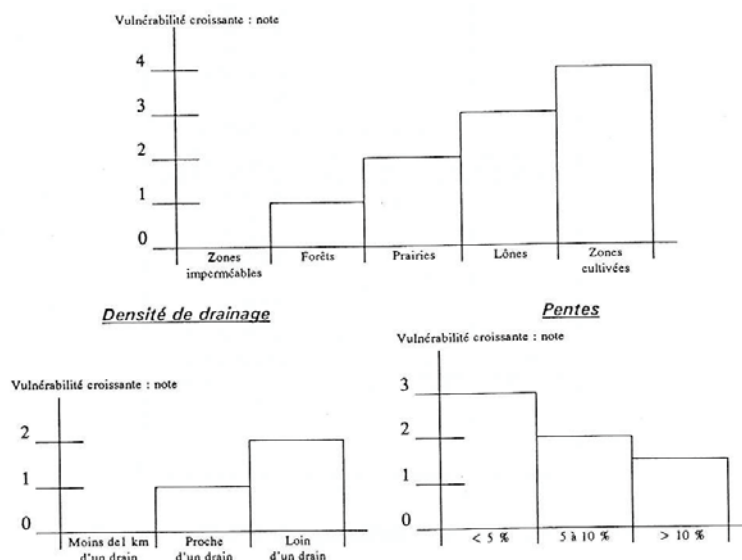 Vulnérabilité croissante : note
4
3
2
1
0
Zones
imperméables
Forêts
Prairies
Lônes
Zones
cultivées
Densité de drainage
Pentes
Vulnérabilité croissante : note
2
1
0
Moins de1 km
d'un drain
Proche
d'un drain
Loin
d'un drain
Vulnérabilité croissante : note
3
2
1
0
< 5 %
5 à 10 %
> 10 %